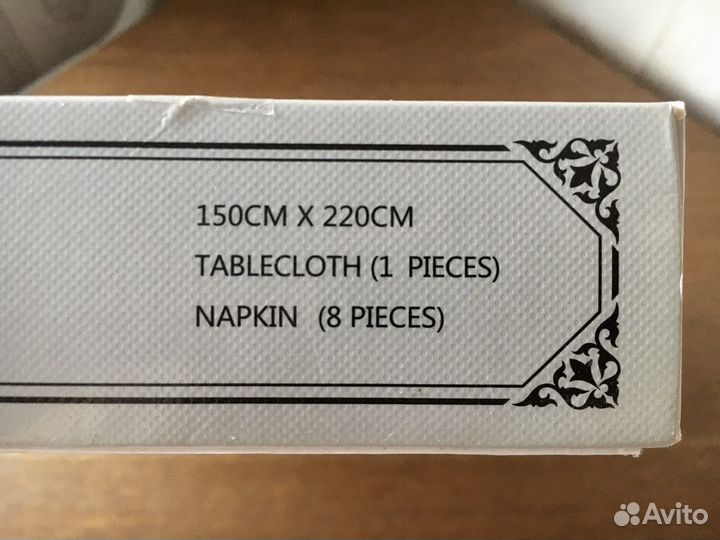 150CM X 220CM
TABLECLOTH (1 PIECES)
NAPKIN (8 PIECES)
Avito